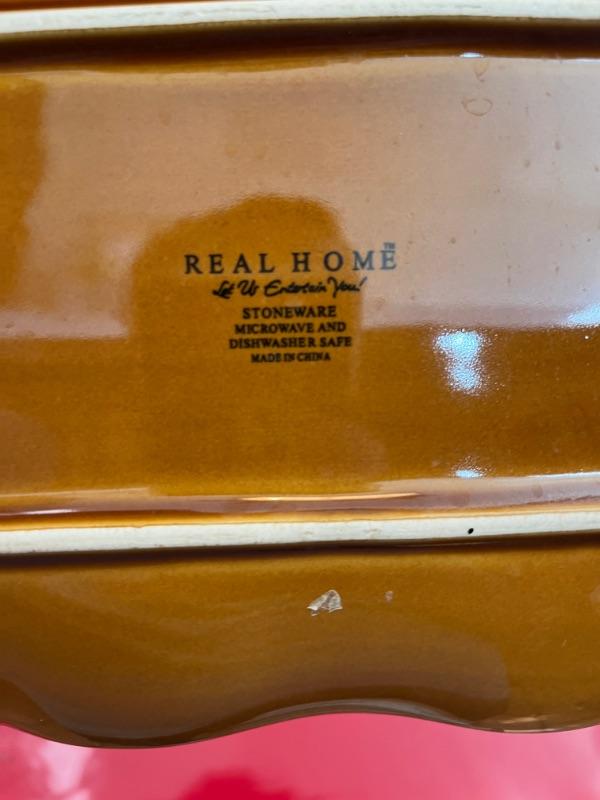 REAL HOME™
Let Us Entertain You!
STONEWARE
MICROWAVE AND
DISHWASHER SAFE
MADE IN CHINA